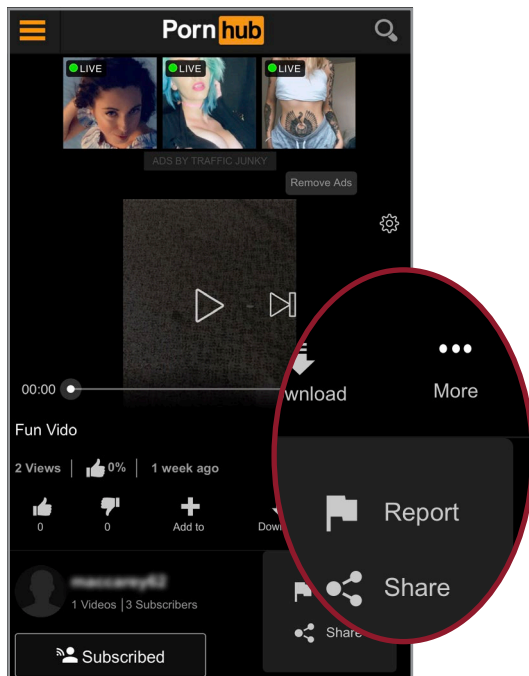 Porn hub
LIVE
LIVE
LIVE
ADS BY TRAFFIC JUNKY
Remove Ads
00:00
wnload
More
Fun Vido
2 Views | 0% | 1 week ago
0
0
Add to
Down
Report
Share
1 Videos | 3 Subscribers
Share
Subscribed